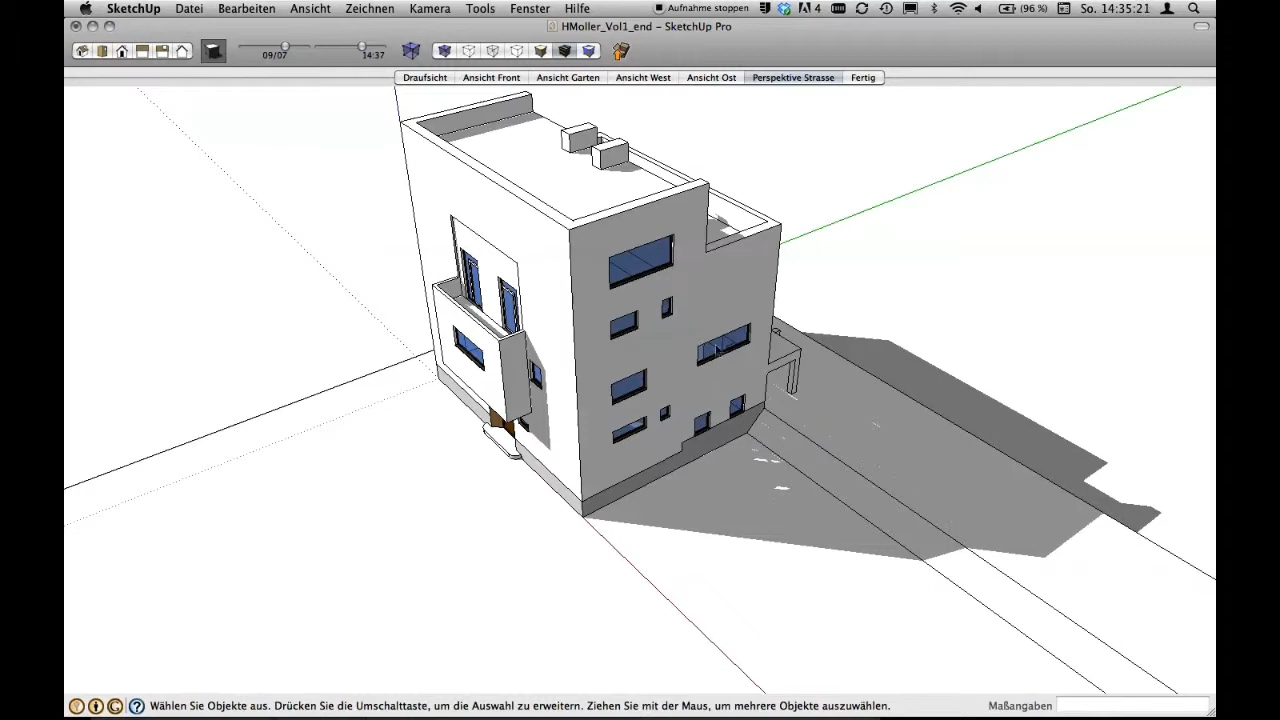 SketchUp Datei Bearbeiten Ansicht Zeichnen Kamera Tools Fenster Hilfe Aufnahme stoppen 4 (96 %) So. 14:35:21
HMoller_Vol1_end – SketchUp Pro
09/07 14:37
Draufsicht Ansicht Front Ansicht Garten Ansicht West Ansicht Ost Perspektive Strasse Fertig
Wählen Sie Objekte aus. Drücken Sie die Umschalttaste, um die Auswahl zu erweitern. Ziehen Sie mit der Maus, um mehrere Objekte auszuwählen. Maßangaben